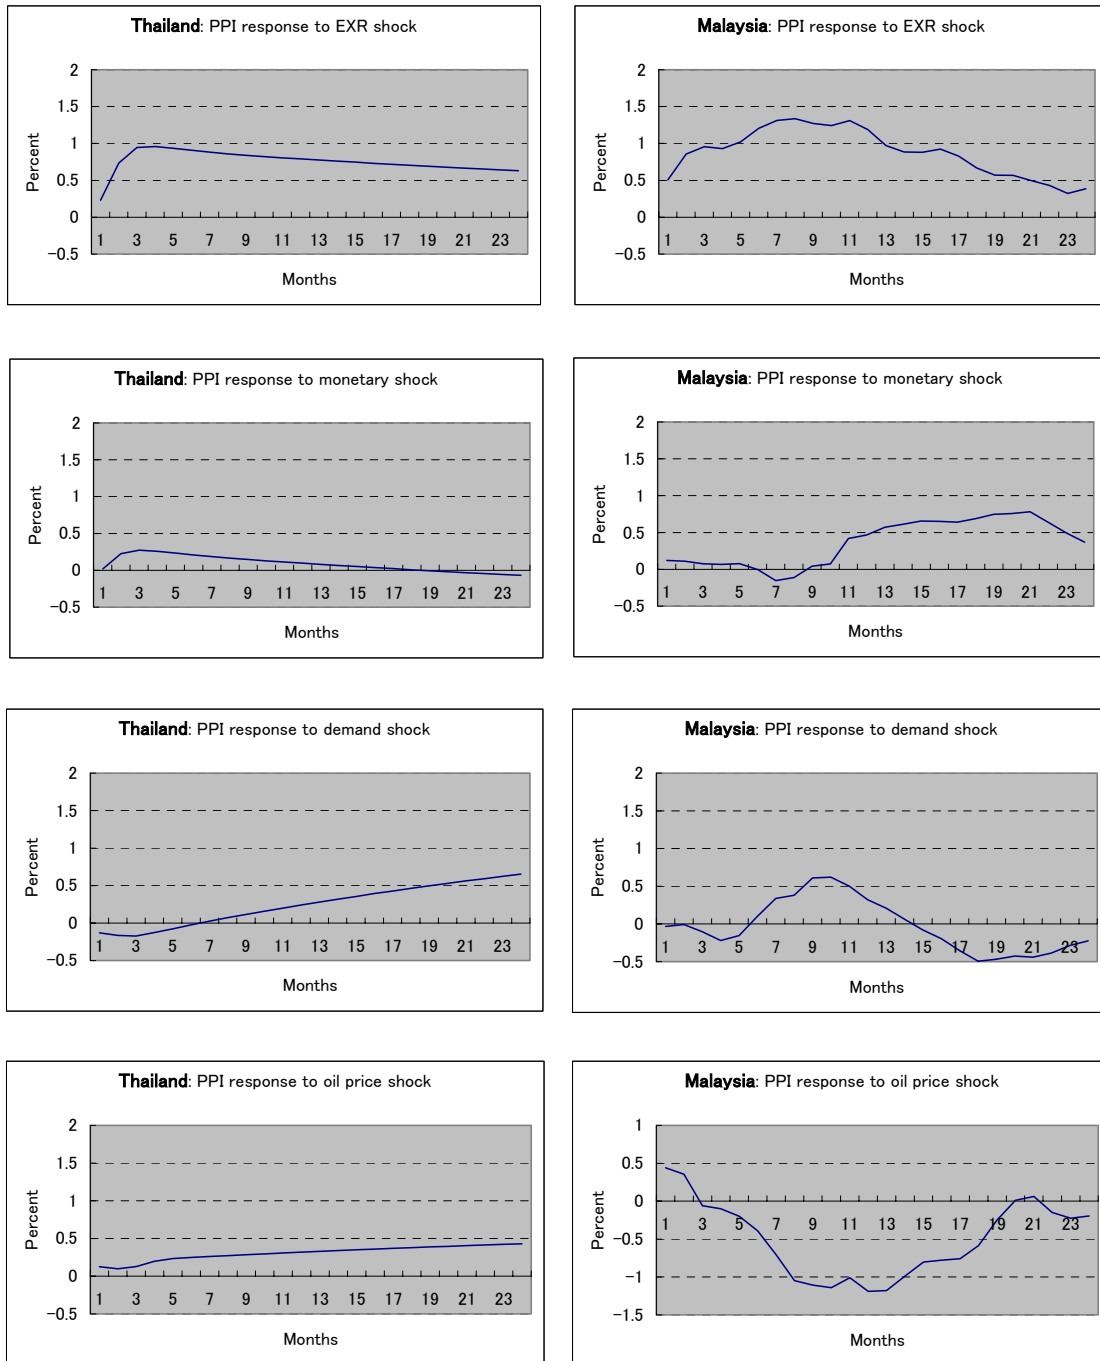 Thailand: PPI response to EXR shock
2
1.5
1
0.5
0
-0.5
Percent
1 3 5 7 9 11 13 15 17 19 21 23
Months
Malaysia: PPI response to EXR shock
2
1.5
1
0.5
0
-0.5
Percent
1 3 5 7 9 11 13 15 17 19 21 23
Months
Thailand: PPI response to monetary shock
2
1.5
1
0.5
0
-0.5
Percent
1 3 5 7 9 11 13 15 17 19 21 23
Months
Malaysia: PPI response to monetary shock
2
1.5
1
0.5
0
-0.5
Percent
1 3 5 7 9 11 13 15 17 19 21 23
Months
Thailand: PPI response to demand shock
2
1.5
1
0.5
0
-0.5
Percent
1 3 5 7 9 11 13 15 17 19 21 23
Months
Malaysia: PPI response to demand shock
2
1.5
1
0.5
0
-0.5
Percent
1 3 5 7 9 11 13 15 17 19 21 23
Months
Thailand: PPI response to oil price shock
2
1.5
1
0.5
0
-0.5
Percent
1 3 5 7 9 11 13 15 17 19 21 23
Months
Malaysia: PPI response to oil price shock
1
0.5
0
-0.5
-1
-1.5
Percent
1 3 5 7 9 11 13 15 17 19 21 23
Months